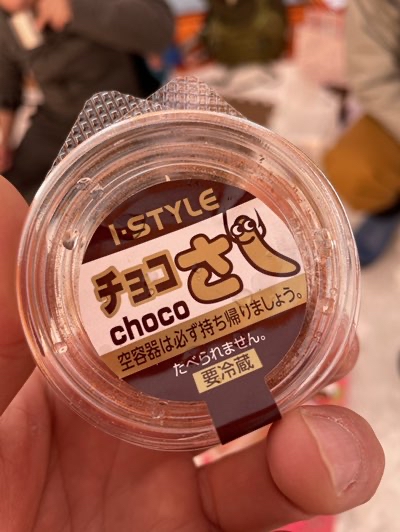 I·STYLE
チョコさし
choco
空容器は必ず持ち帰りましょう。
たべられません。
要冷蔵